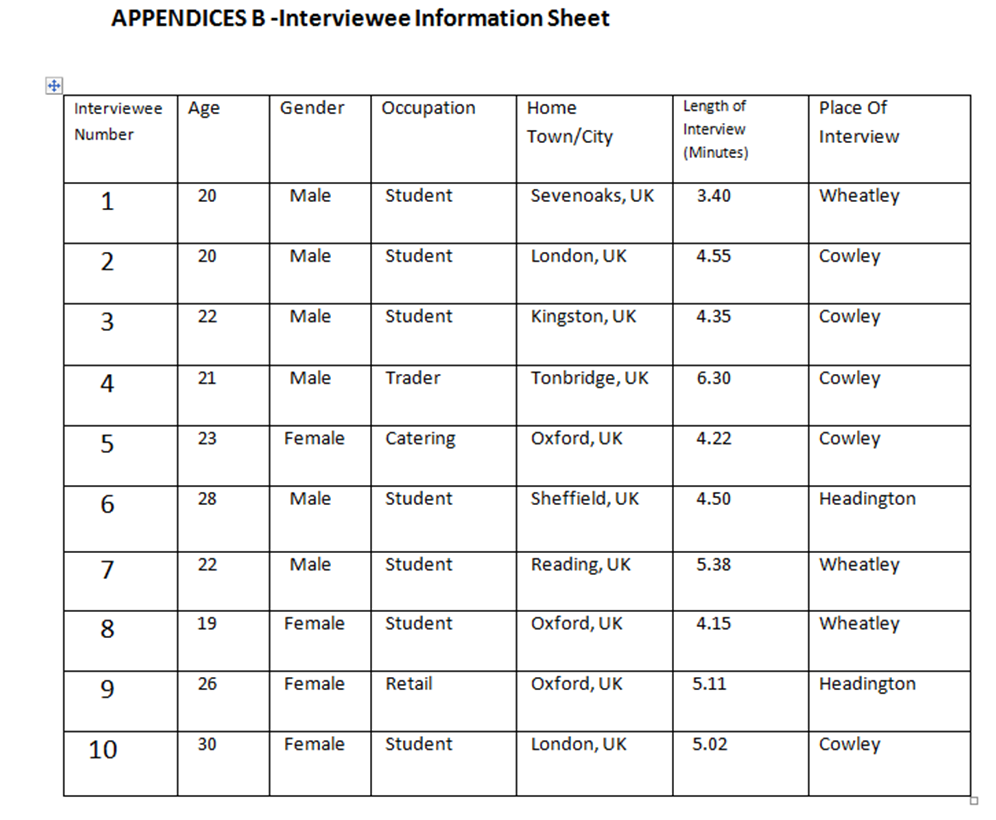 APPENDICES B -Interviewee Information Sheet
Interviewee Number Age Gender Occupation Home Town/City Length of Interview (Minutes) Place Of Interview
1 20 Male Student Sevenoaks, UK 3.40 Wheatley
2 20 Male Student London, UK 4.55 Cowley
3 22 Male Student Kingston, UK 4.35 Cowley
4 21 Male Trader Tonbridge, UK 6.30 Cowley
5 23 Female Catering Oxford, UK 4.22 Cowley
6 28 Male Student Sheffield, UK 4.50 Headington
7 22 Male Student Reading, UK 5.38 Wheatley
8 19 Female Student Oxford, UK 4.15 Wheatley
9 26 Female Retail Oxford, UK 5.11 Headington
10 30 Female Student London, UK 5.02 Cowley